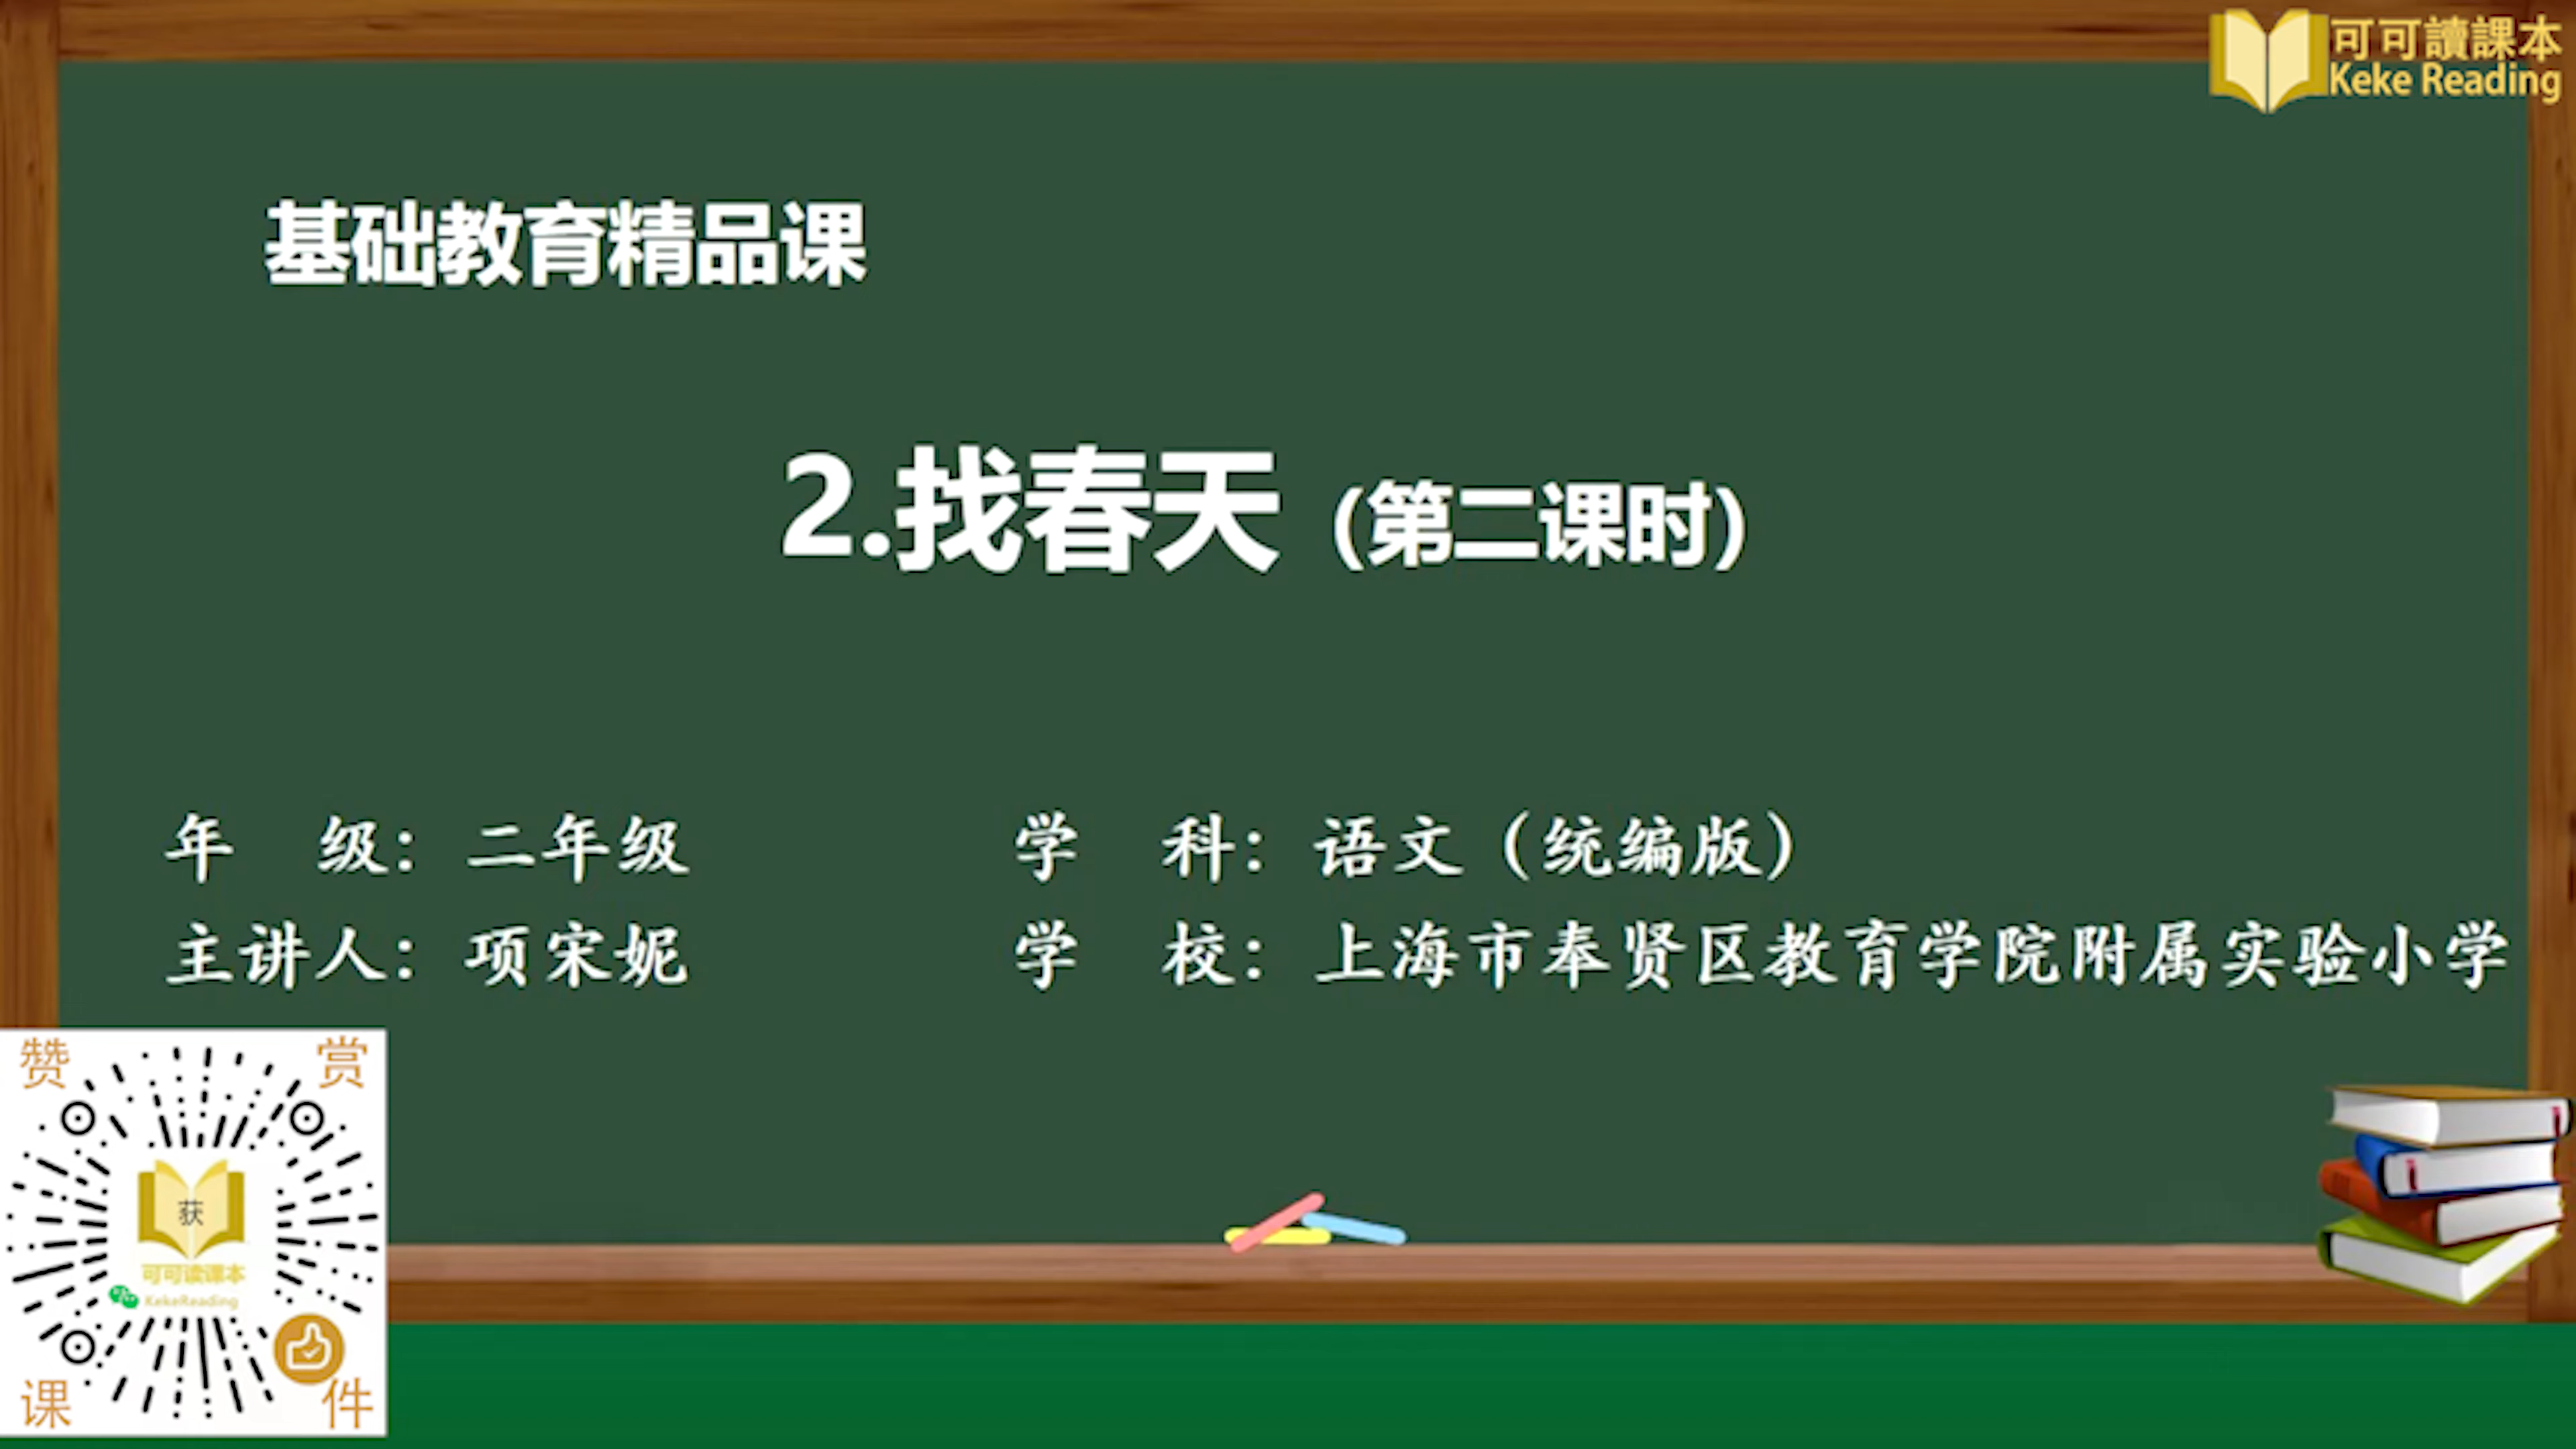 可可讀課本
Keke Reading
基础教育精品课
2.找春天（第二课时）
年 级：二年级
学 科：语文（统编版）
主讲人：项宋妮
学 校：上海市奉贤区教育学院附属实验小学
赞 赏
获
可可读课本
KekeReading
课 件